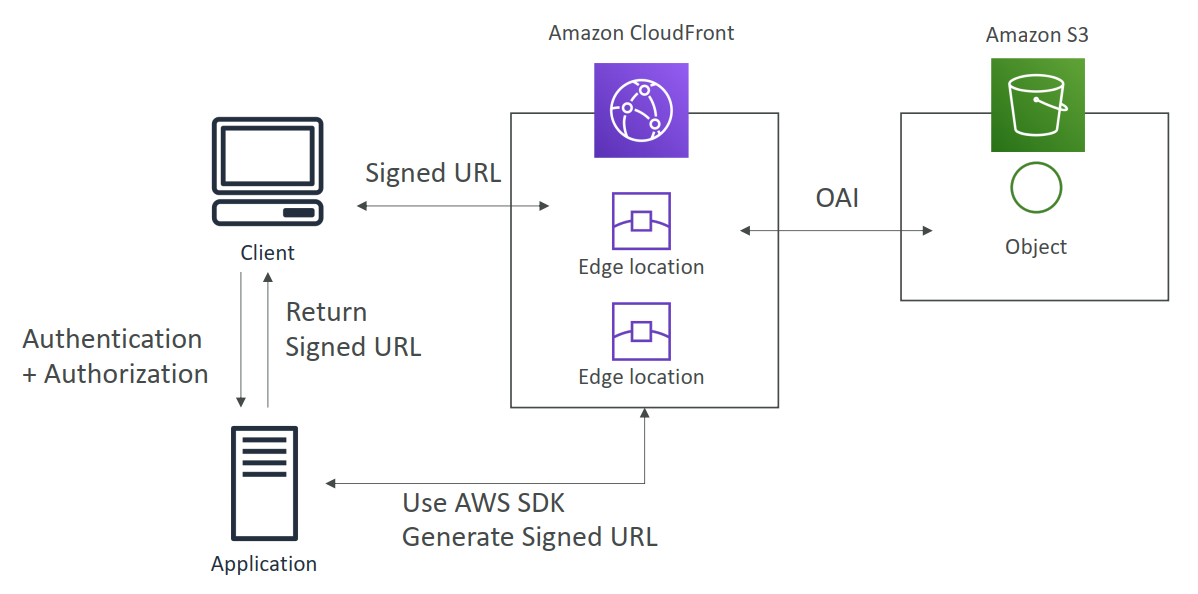 Amazon CloudFront
Amazon S3
Signed URL
OAI
Object
Client
Edge location
Return
Signed URL
Authentication
+ Authorization
Edge location
Use AWS SDK
Generate Signed URL
Application